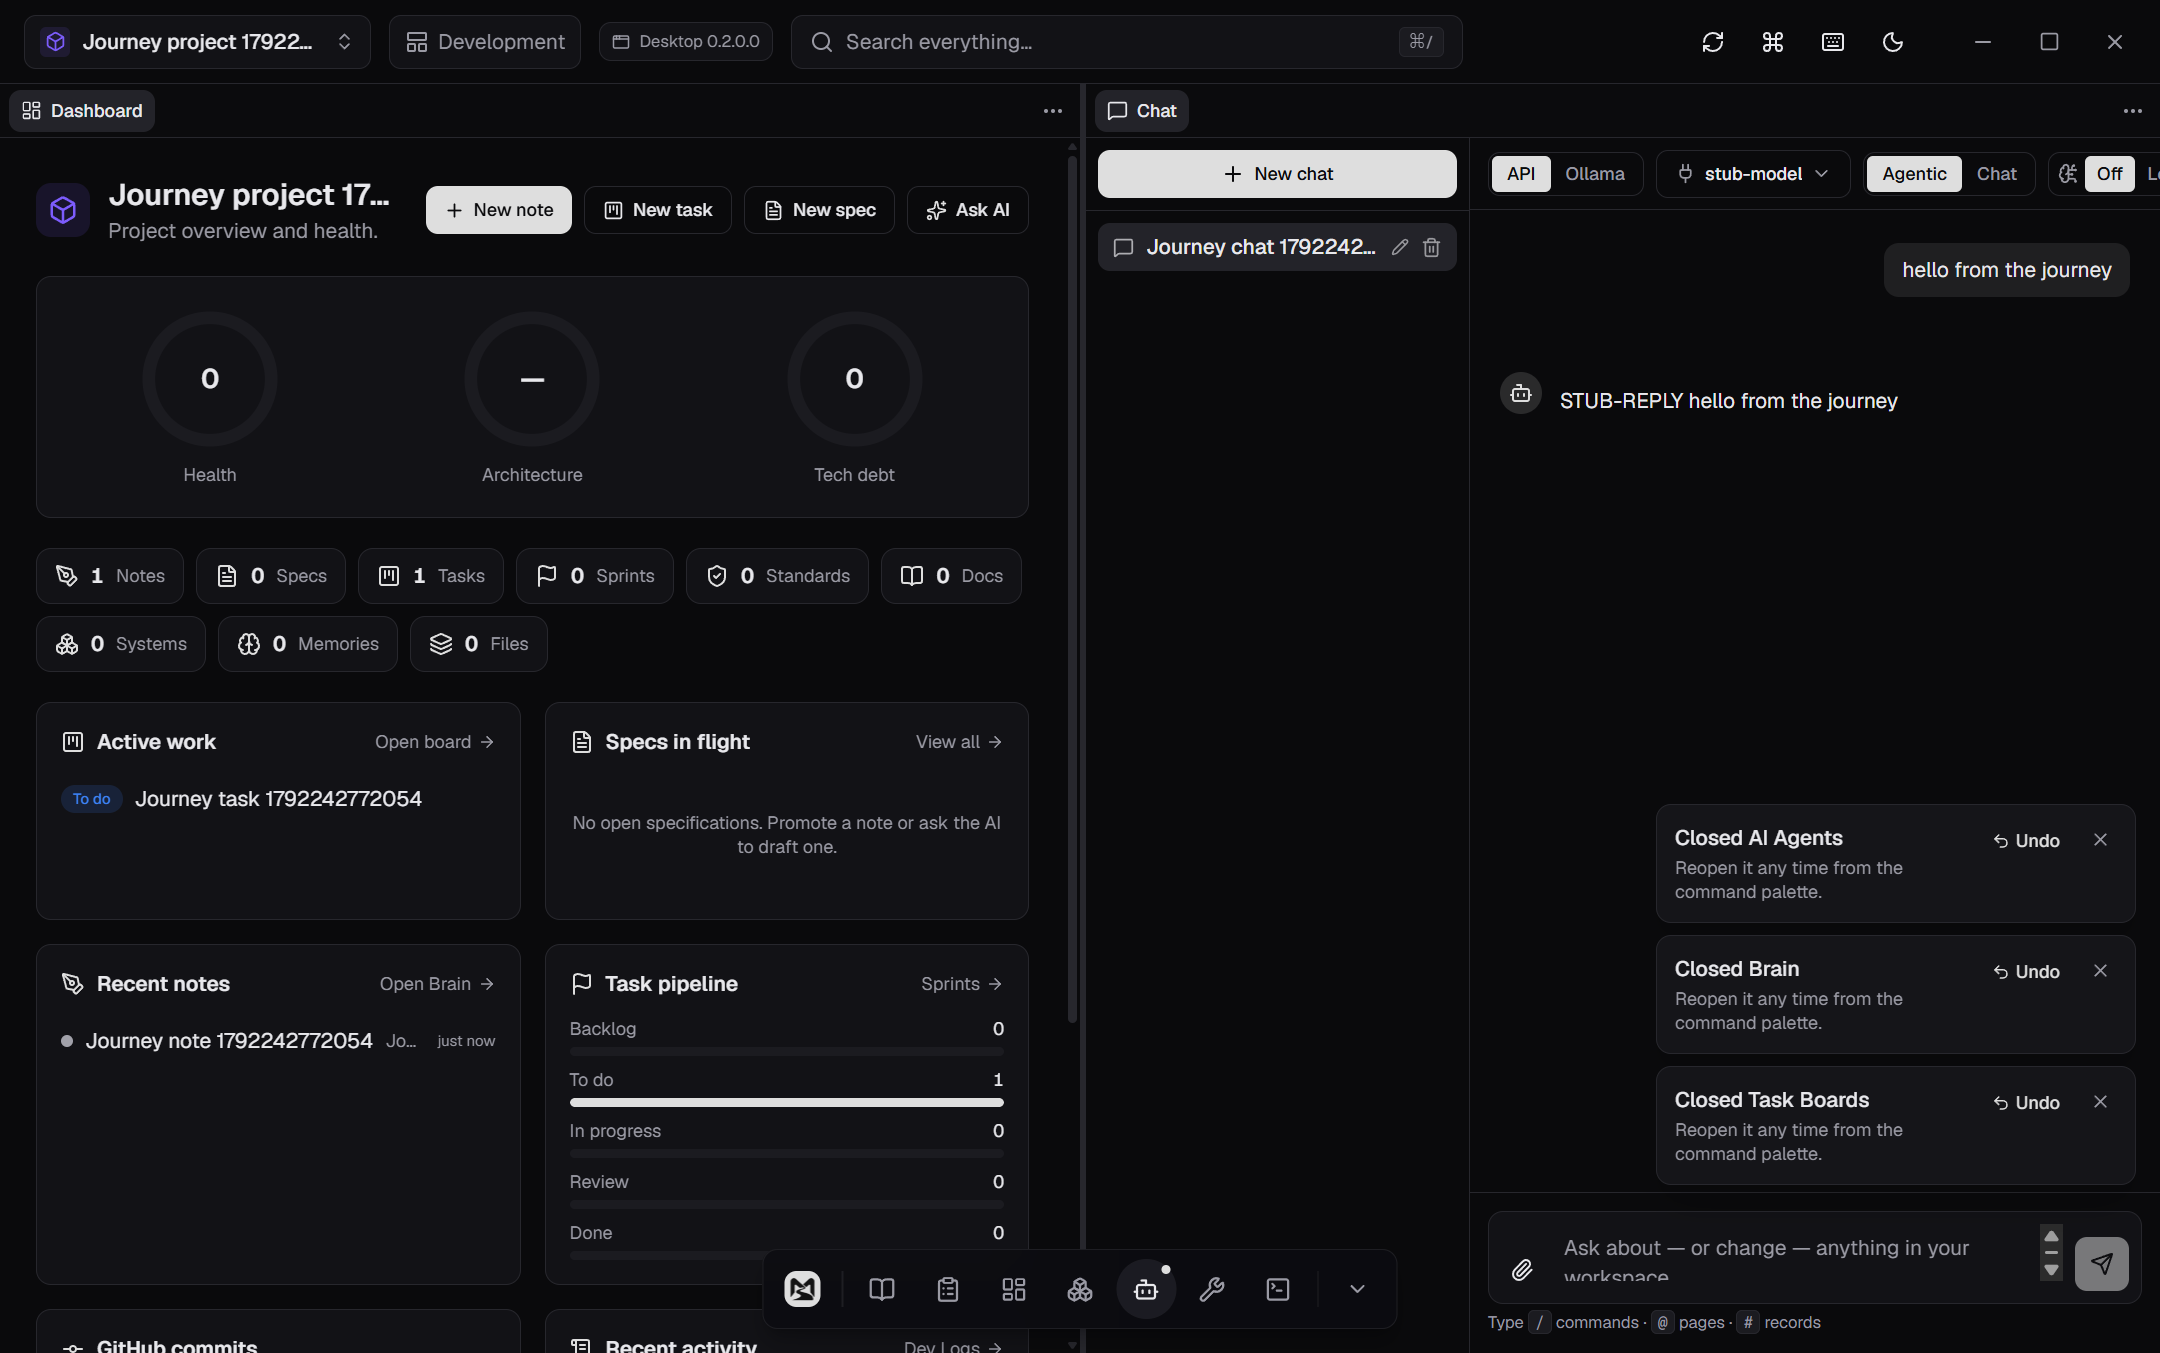 Journey project 17922...
Development
Desktop 0.2.0.0
Search everything...
⌘/
Dashboard
Chat
Journey project 17...
Project overview and health.
New note
New task
New spec
Ask AI
0
—
0
Health
Architecture
Tech debt
1 Notes
0 Specs
1 Tasks
0 Sprints
0 Standards
0 Docs
0 Systems
0 Memories
0 Files
Active work
Open board
To do
Journey task 1792242772054
Specs in flight
View all
No open specifications. Promote a note or ask the AI
to draft one.
Recent notes
Open Brain
Journey note 1792242772054
Jo...
just now
Task pipeline
Sprints
Backlog 0
To do 1
In progress 0
Review 0
Done 0
GitHub commits
Recent activity
Dev Logs
New chat
Journey chat 1792242...
API
Ollama
stub-model
Agentic
Chat
Off
hello from the journey
STUB-REPLY hello from the journey
Closed AI Agents
Undo
Reopen it any time from the
command palette.
Closed Brain
Undo
Reopen it any time from the
command palette.
Closed Task Boards
Undo
Reopen it any time from the
command palette.
Ask about — or change — anything in your
workspace
Type / commands · @ pages · # records